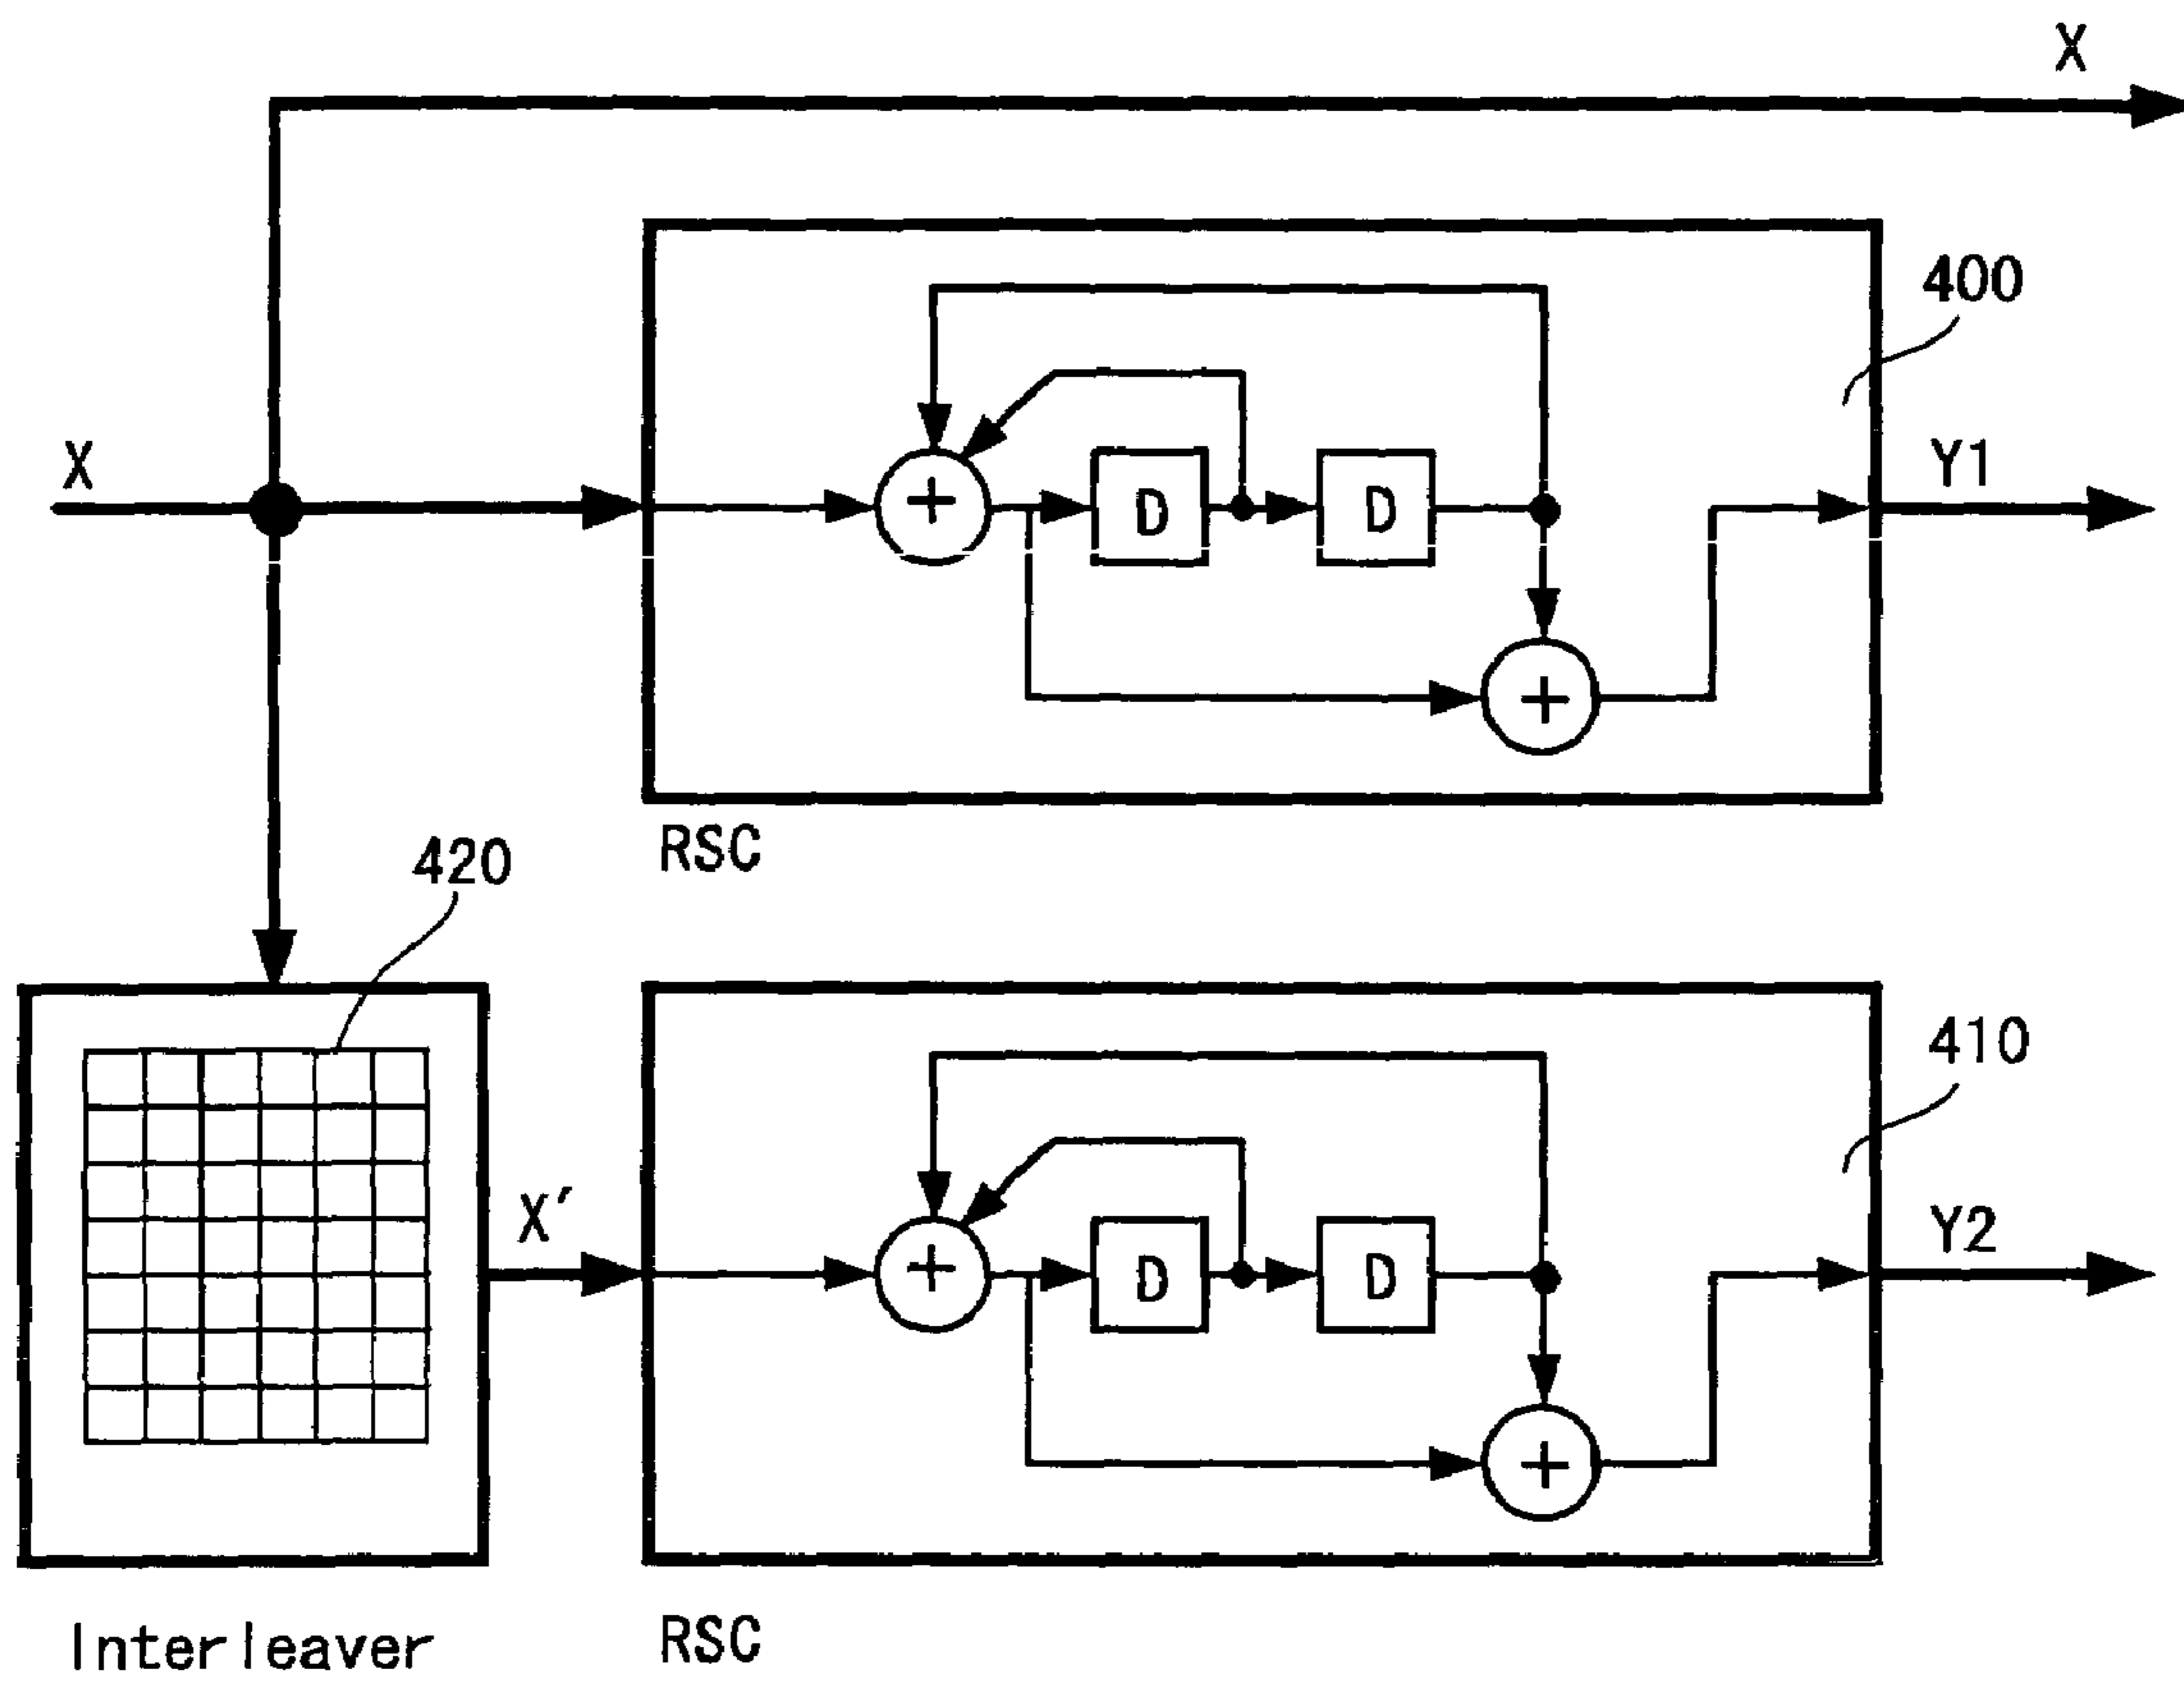 X
400
X
+
D
D
Y1
+
RSC
420
410
X′
+
D
D
Y2
+
Interleaver
RSC